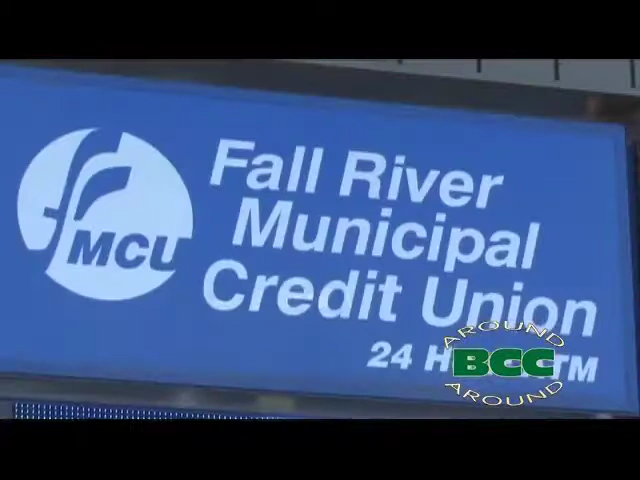 Fall River
MCU
Municipal
Credit Union
24 H TM
AROUND
BCC
AROUND